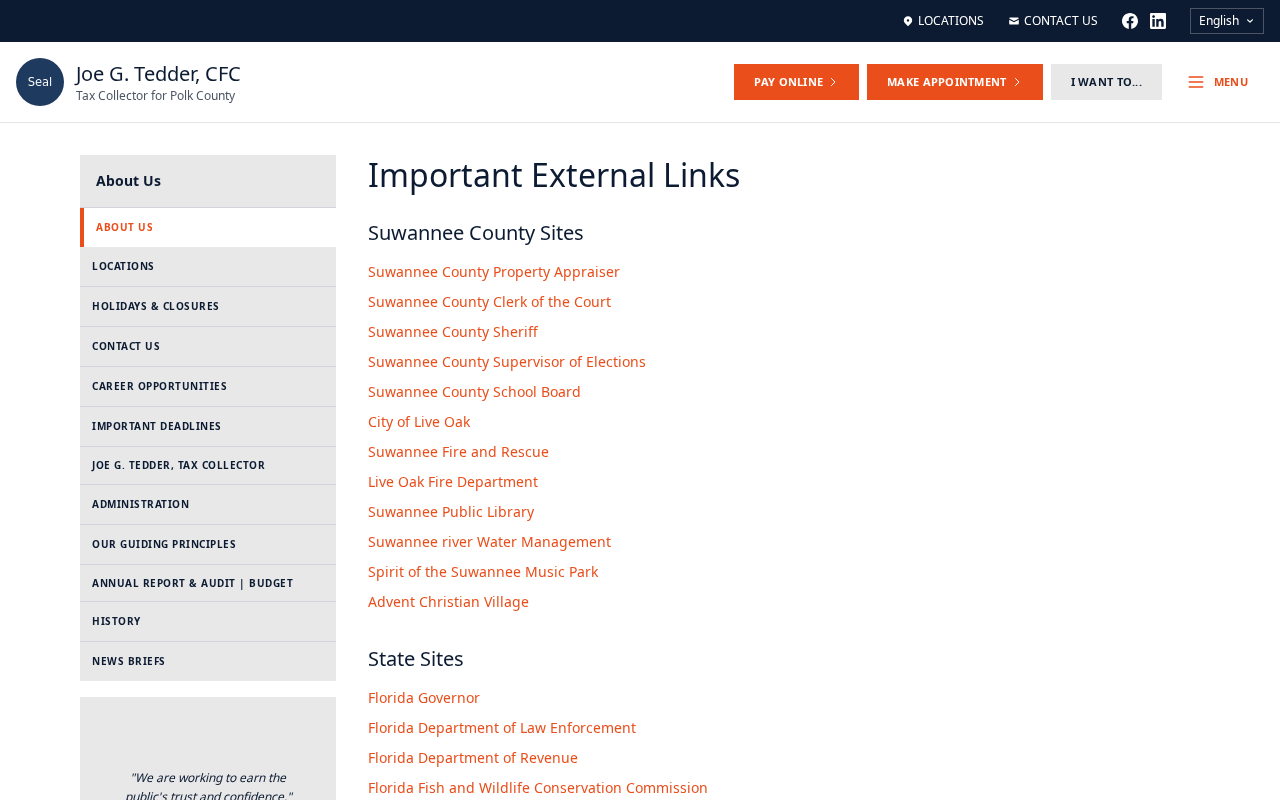 LOCATIONS
CONTACT US
English
Seal
Joe G. Tedder, CFC
Tax Collector for Polk County
PAY ONLINE
MAKE APPOINTMENT
I WANT TO...
MENU
About Us
ABOUT US
LOCATIONS
HOLIDAYS & CLOSURES
CONTACT US
CAREER OPPORTUNITIES
IMPORTANT DEADLINES
JOE G. TEDDER, TAX COLLECTOR
ADMINISTRATION
OUR GUIDING PRINCIPLES
ANNUAL REPORT & AUDIT | BUDGET
HISTORY
NEWS BRIEFS
"We are working to earn the
public's trust and confidence."
Important External Links
Suwannee County Sites
Suwannee County Property Appraiser
Suwannee County Clerk of the Court
Suwannee County Sheriff
Suwannee County Supervisor of Elections
Suwannee County School Board
City of Live Oak
Suwannee Fire and Rescue
Live Oak Fire Department
Suwannee Public Library
Suwannee river Water Management
Spirit of the Suwannee Music Park
Advent Christian Village
State Sites
Florida Governor
Florida Department of Law Enforcement
Florida Department of Revenue
Florida Fish and Wildlife Conservation Commission